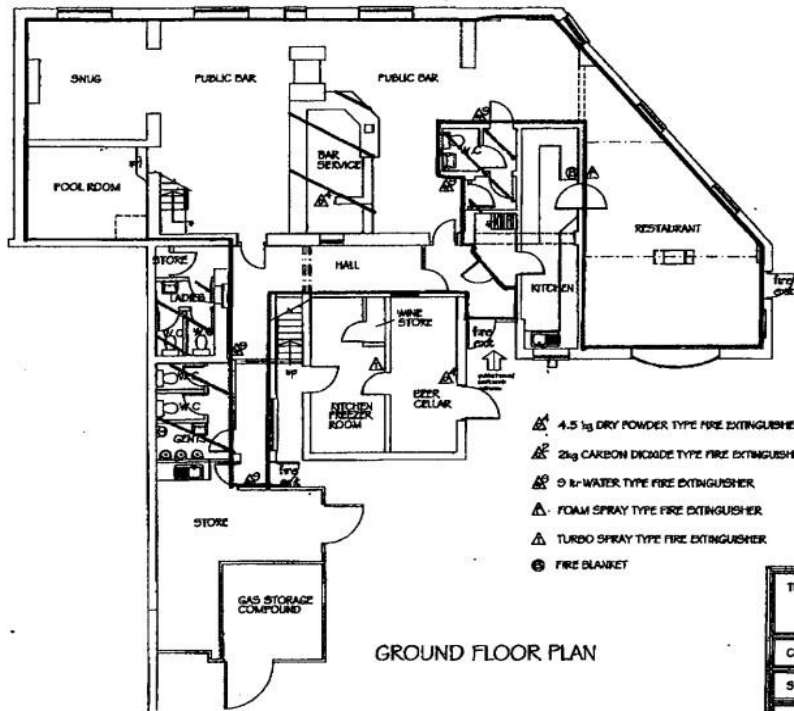 SNUG
PUBLIC BAR
PUBLIC BAR
BAR
SERVICE
W.C
POOL ROOM
RESTAURANT
STORE
HALL
LADIES
KITCHEN
fire
exit
WINE
STORE
W.C
fire
exit
W.C
KITCHEN
FREEZER
ROOM
BEER
CELLAR
W.C
GENTS
fire
exit
4.5 kg DRY POWDER TYPE FIRE EXTINGUISHE
2kg CARBON DIOXIDE TYPE FIRE EXTINGUISHE
9 ltr WATER TYPE FIRE EXTINGUISHER
FOAM SPRAY TYPE FIRE EXTINGUISHER
TURBO SPRAY TYPE FIRE EXTINGUISHER
FIRE BLANKET
STORE
GAS STORAGE
COMPOUND
GROUND FLOOR PLAN